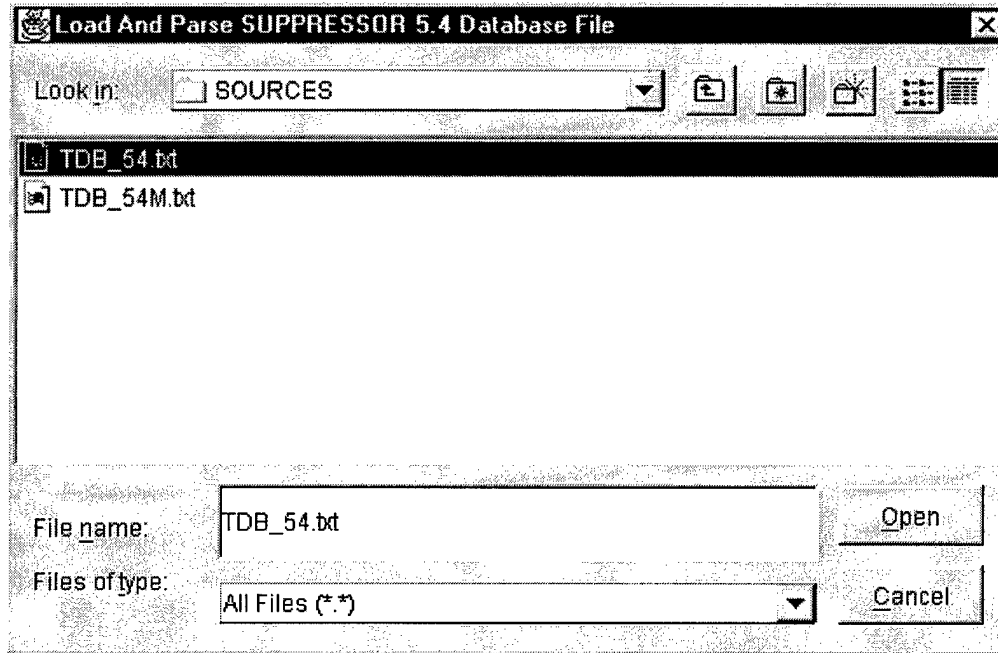 Load And Parse SUPPRESSOR 5.4 Database File
Look in: SOURCES
TDB_54.txt
TDB_54M.txt
File name: TDB_54.txt Open
Files of type: All Files (*.*) Cancel